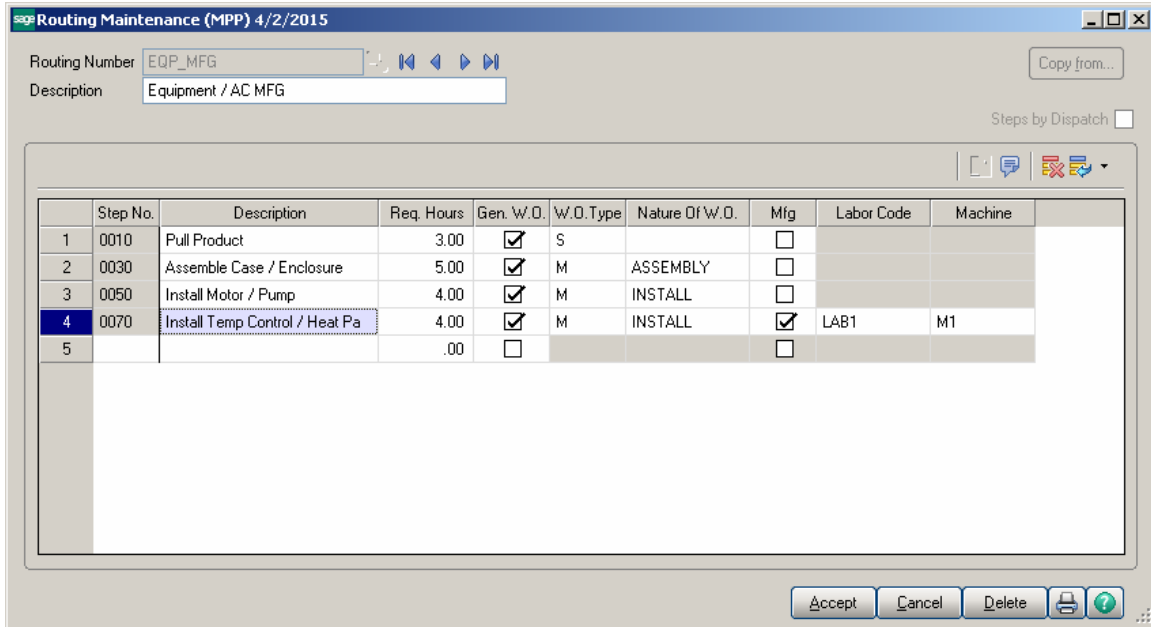 sage Routing Maintenance (MPP) 4/2/2015
Routing Number EQP_MFG Copy from...
Description Equipment / AC MFG
Steps by Dispatch
Step No. Description Req. Hours Gen. W.O. W.O.Type Nature Of W.O. Mfg Labor Code Machine
1 0010 Pull Product 3.00 S
2 0030 Assemble Case / Enclosure 5.00 M ASSEMBLY
3 0050 Install Motor / Pump 4.00 M INSTALL
4 0070 Install Temp Control / Heat Pa 4.00 M INSTALL LAB1 M1
5 .00
Accept Cancel Delete